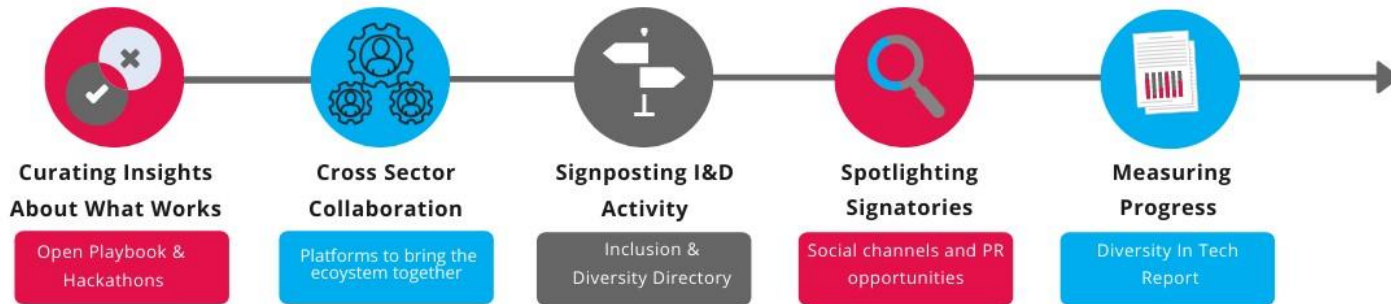 Curating Insights
About What Works
Open Playbook &
Hackathons
Cross Sector
Collaboration
Platforms to bring the
ecoystem together
Signposting I&D
Activity
Inclusion &
Diversity Directory
Spotlighting
Signatories
Social channels and PR
opportunities
Measuring
Progress
Diversity In Tech
Report